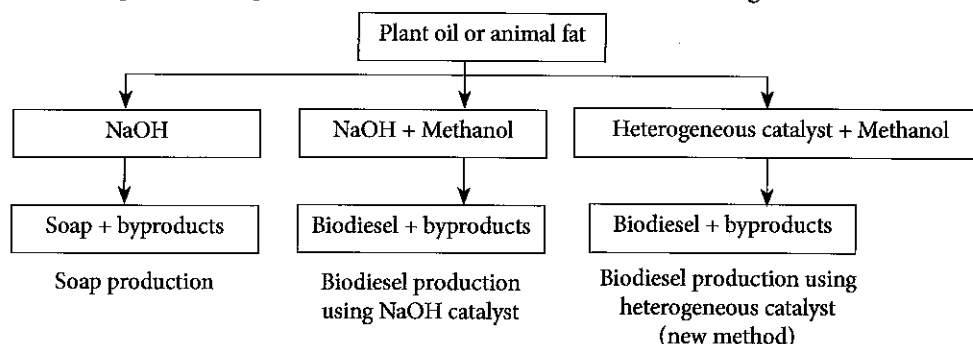 Plant oil or animal fat
NaOH
NaOH + Methanol
Heterogeneous catalyst + Methanol
Soap + byproducts
Biodiesel + byproducts
Biodiesel + byproducts
Soap production
Biodiesel production
using NaOH catalyst
Biodiesel production using
heterogeneous catalyst
(new method)